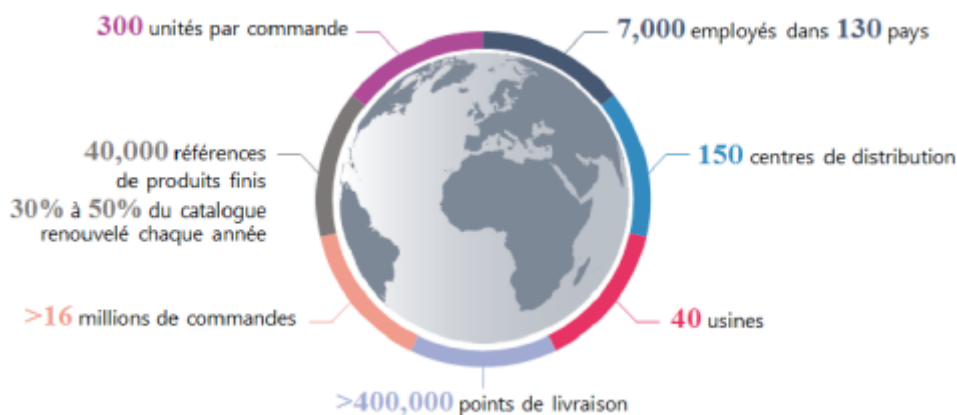 300 unités par commande
7,000 employés dans 130 pays
40,000 références
de produits finis
30% à 50% du catalogue
renouvelé chaque année
150 centres de distribution
>16 millions de commandes
40 usines
>400,000 points de livraison